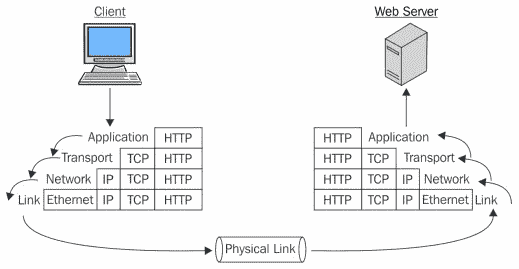 Client
Web Server
Application HTTP
Transport TCP HTTP
Network IP TCP HTTP
Link Ethernet IP TCP HTTP
HTTP Application
HTTP TCP Transport
HTTP TCP IP Network
HTTP TCP IP Ethernet Link
Physical Link